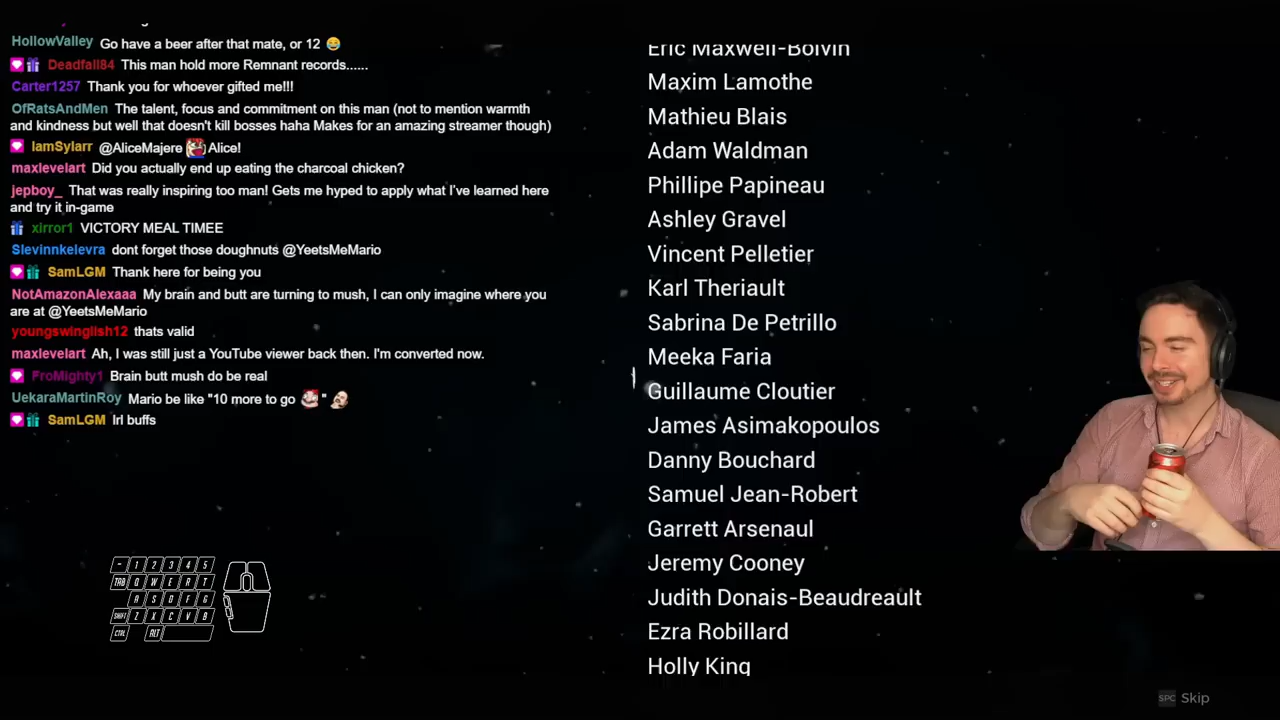 HollowValley Go have a beer after that mate, or 12 😂
Deadfall84 This man hold more Remnant records......
Carter1257 Thank you for whoever gifted me!!!
OfRatsAndMen The talent, focus and commitment on this man (not to mention warmth
and kindness but well that doesn't kill bosses haha Makes for an amazing streamer though)
IamSylarr @AliceMajere Alice!
maxlevelart Did you actually end up eating the charcoal chicken?
jepboy_ That was really inspiring too man! Gets me hyped to apply what I've learned here
and try it in-game
xirror1 VICTORY MEAL TIMEE
Slevinnkelevra dont forget those doughnuts @YeetsMeMario
SamLGM Thank here for being you
NotAmazonAlexaaa My brain and butt are turning to mush, I can only imagine where you
are at @YeetsMeMario
youngswinglish12 thats valid
maxlevelart Ah, I was still just a YouTube viewer back then. I'm converted now.
FroMighty1 Brain butt mush do be real
UekaraMartinRoy Mario be like "10 more to go "
SamLGM Irl buffs
Eric Maxwell-Boivin
Maxim Lamothe
Mathieu Blais
Adam Waldman
Phillipe Papineau
Ashley Gravel
Vincent Pelletier
Karl Theriault
Sabrina De Petrillo
Meeka Faria
Guillaume Cloutier
James Asimakopoulos
Danny Bouchard
Samuel Jean-Robert
Garrett Arsenaul
Jeremy Cooney
Judith Donais-Beaudreault
Ezra Robillard
Holly King
~ 1 2 3 4 5
TAB Q W E R T
A S D F G
SHIFT Z X C V B
CTRL ALT
SPC Skip